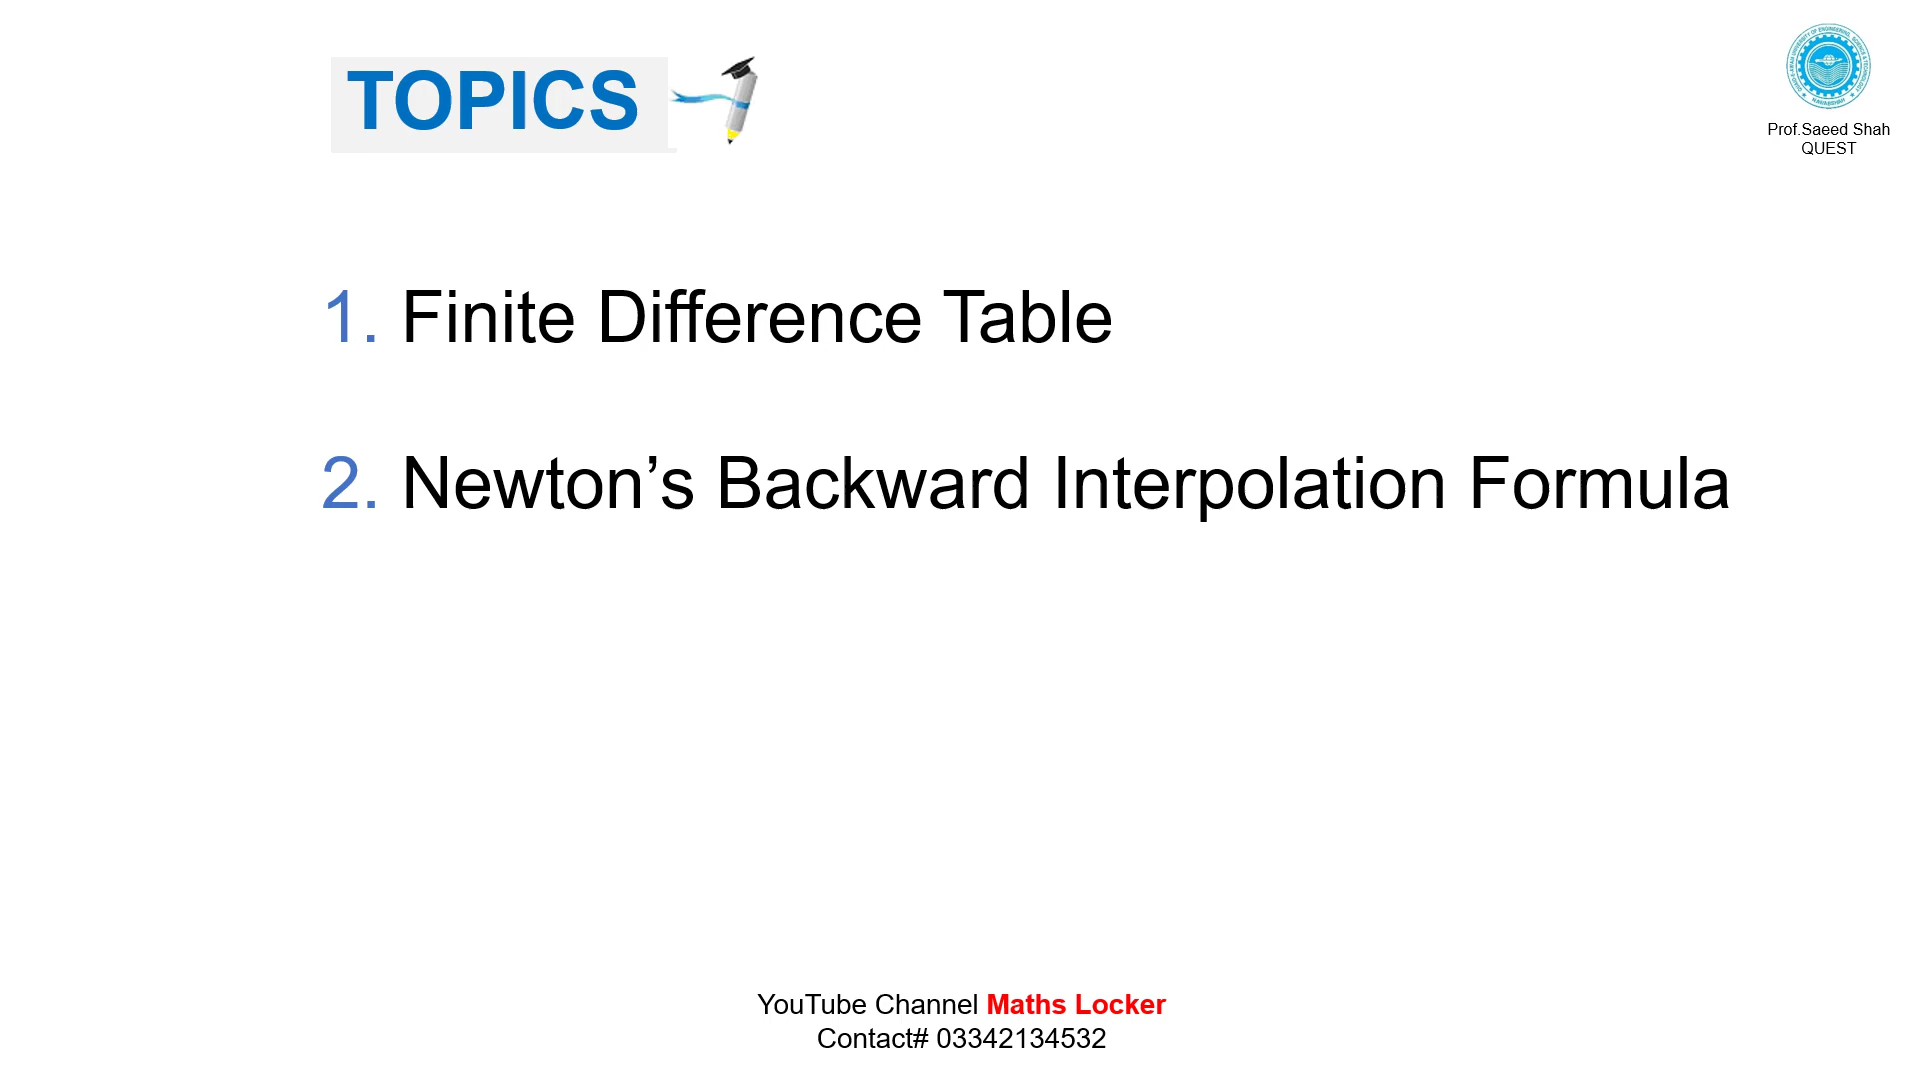 TOPICS
Prof.Saeed Shah
QUEST
1. Finite Difference Table
2. Newton’s Backward Interpolation Formula
YouTube Channel Maths Locker
Contact# 03342134532